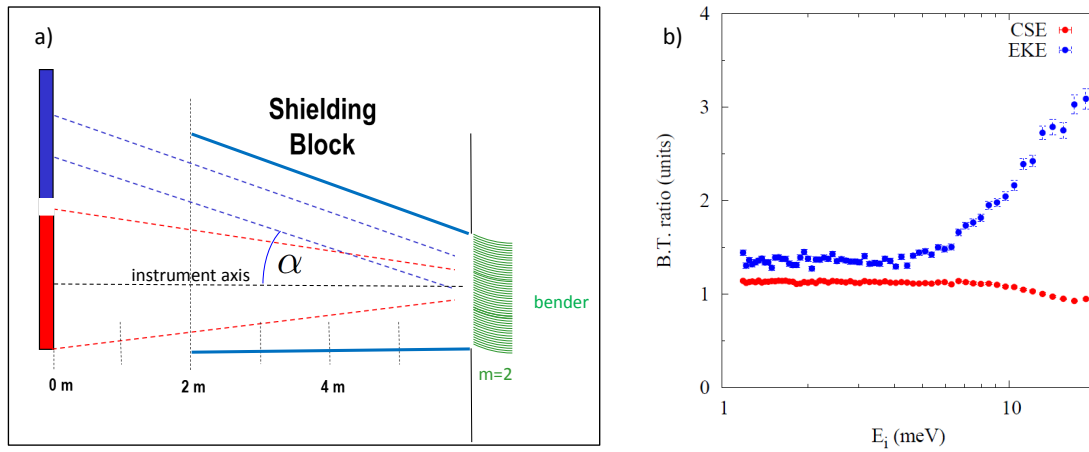 a)
Shielding
Block
α
instrument axis
bender
m=2
0 m
2 m
4 m
b)
CSE
EKE
4
3
2
1
0
B.T. ratio (units)
1
10
E_i (meV)